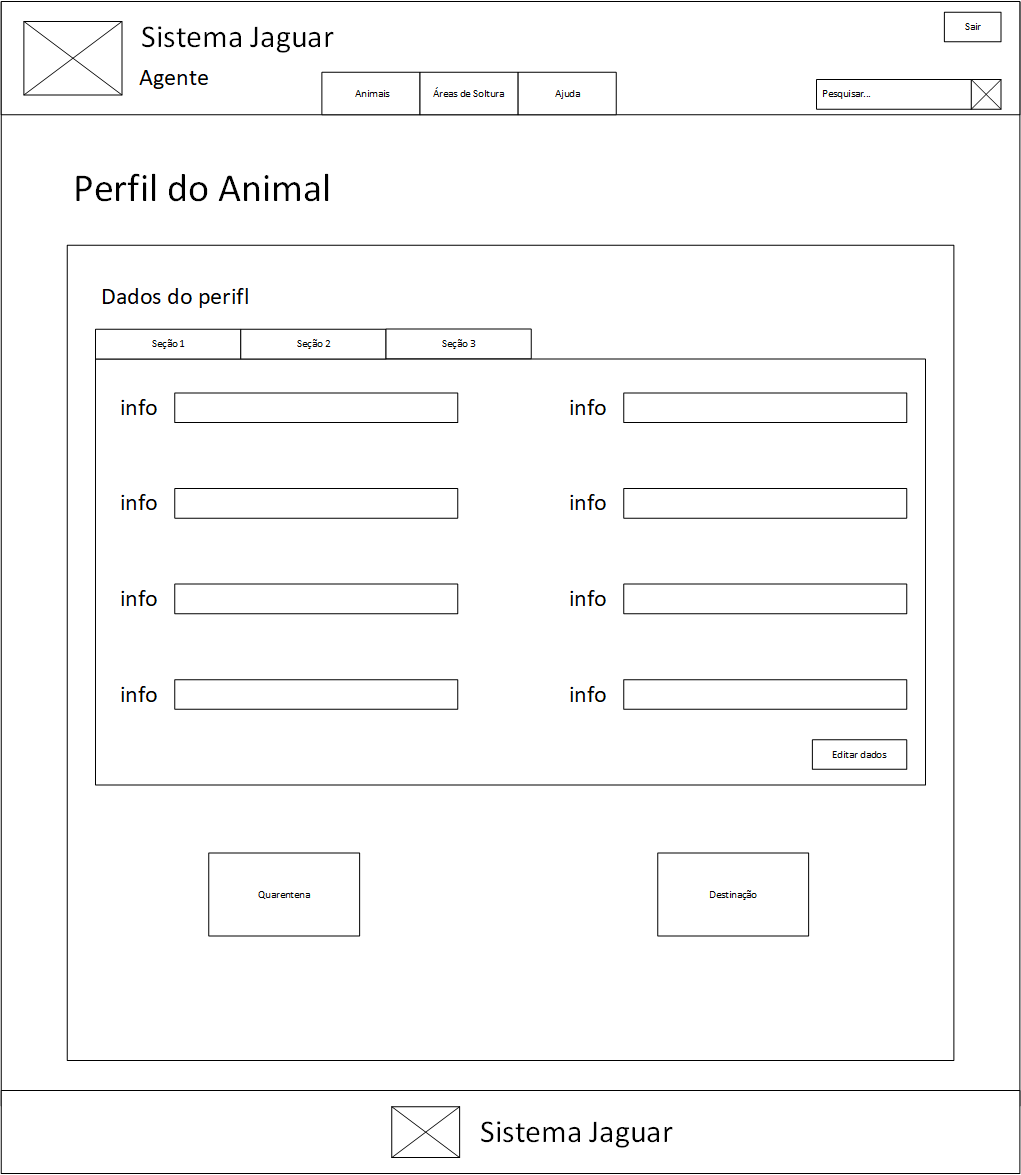 Sistema Jaguar
Sair
Agente
Animais
Áreas de Soltura
Ajuda
Pesquisar...
Perfil do Animal
Dados do perifl
Seção 1
Seção 2
Seção 3
info
info
info
info
info
info
info
info
Editar dados
Quarentena
Destinação
Sistema Jaguar